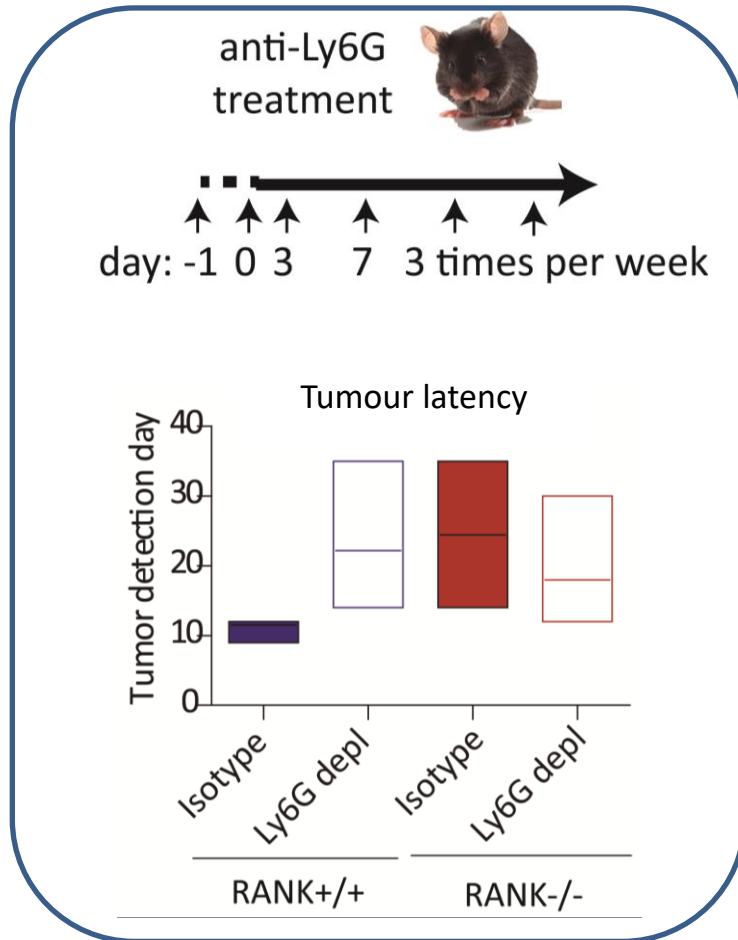 anti-Ly6G
treatment
day: -1 0 3 7 3 times per week
Tumour latency
Tumor detection day
40
30
20
10
0
Isotype
Ly6G depl
Isotype
Ly6G depl
RANK+/+
RANK-/-